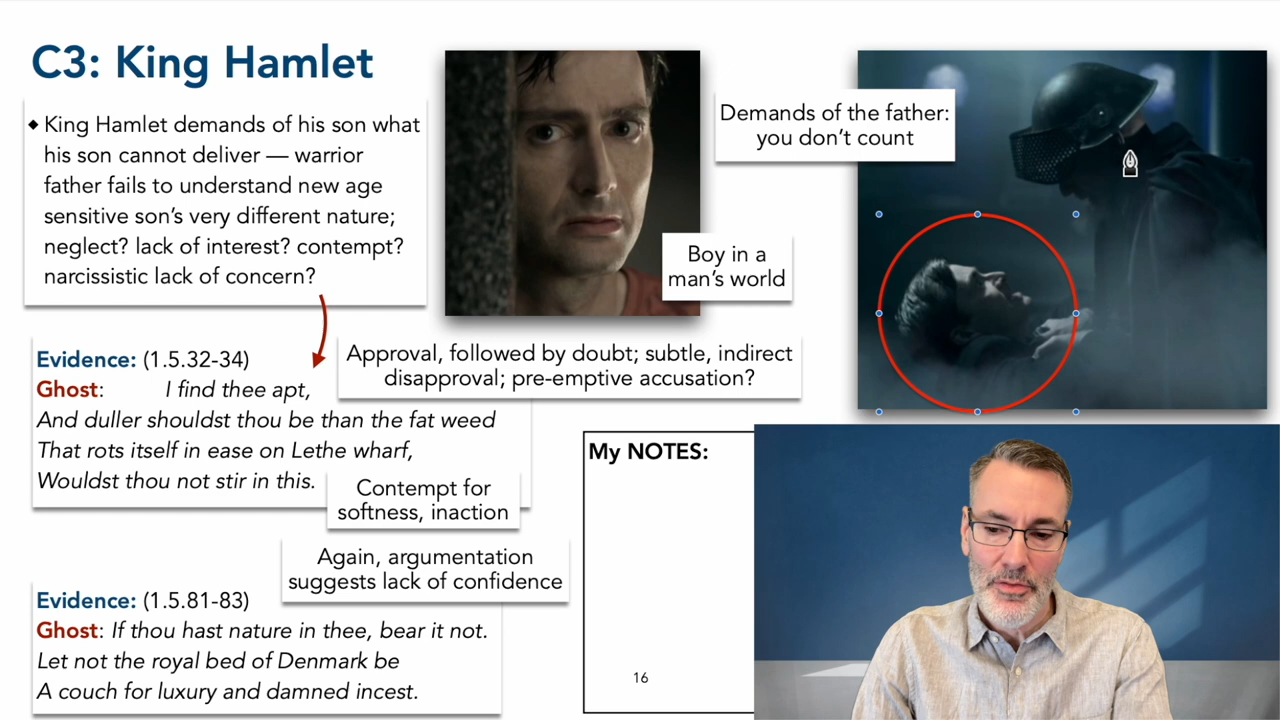 C3: King Hamlet
◆ King Hamlet demands of his son what
his son cannot deliver — warrior
father fails to understand new age
sensitive son's very different nature;
neglect? lack of interest? contempt?
narcissistic lack of concern?
Demands of the father:
you don't count
Boy in a
man's world
Evidence: (1.5.32-34)
Ghost: I find thee apt,
And duller shouldst thou be than the fat weed
That rots itself in ease on Lethe wharf,
Wouldst thou not stir in this.
Approval, followed by doubt; subtle, indirect
disapproval; pre-emptive accusation?
Contempt for
softness, inaction
Again, argumentation
suggests lack of confidence
Evidence: (1.5.81-83)
Ghost: If thou hast nature in thee, bear it not.
Let not the royal bed of Denmark be
A couch for luxury and damned incest.
My NOTES:
16